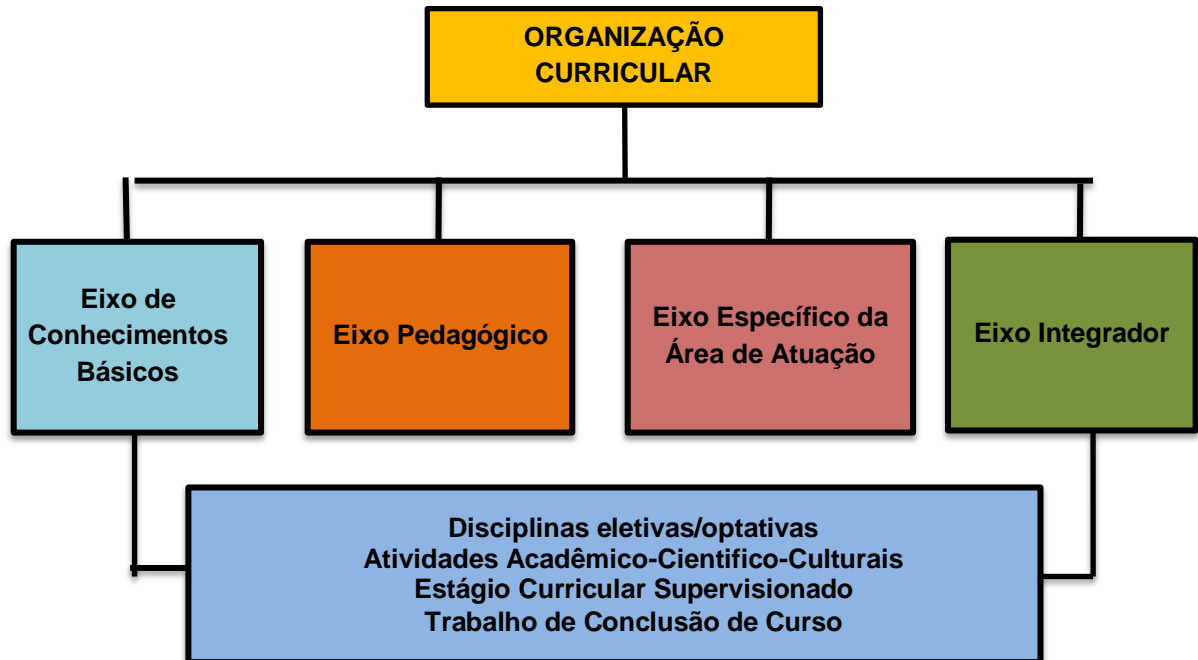 ORGANIZAÇÃO
CURRICULAR
Eixo de
Conhecimentos
Básicos
Eixo Pedagógico
Eixo Específico da
Área de Atuação
Eixo Integrador
Disciplinas eletivas/optativas
Atividades Acadêmico-Cientifico-Culturais
Estágio Curricular Supervisionado
Trabalho de Conclusão de Curso